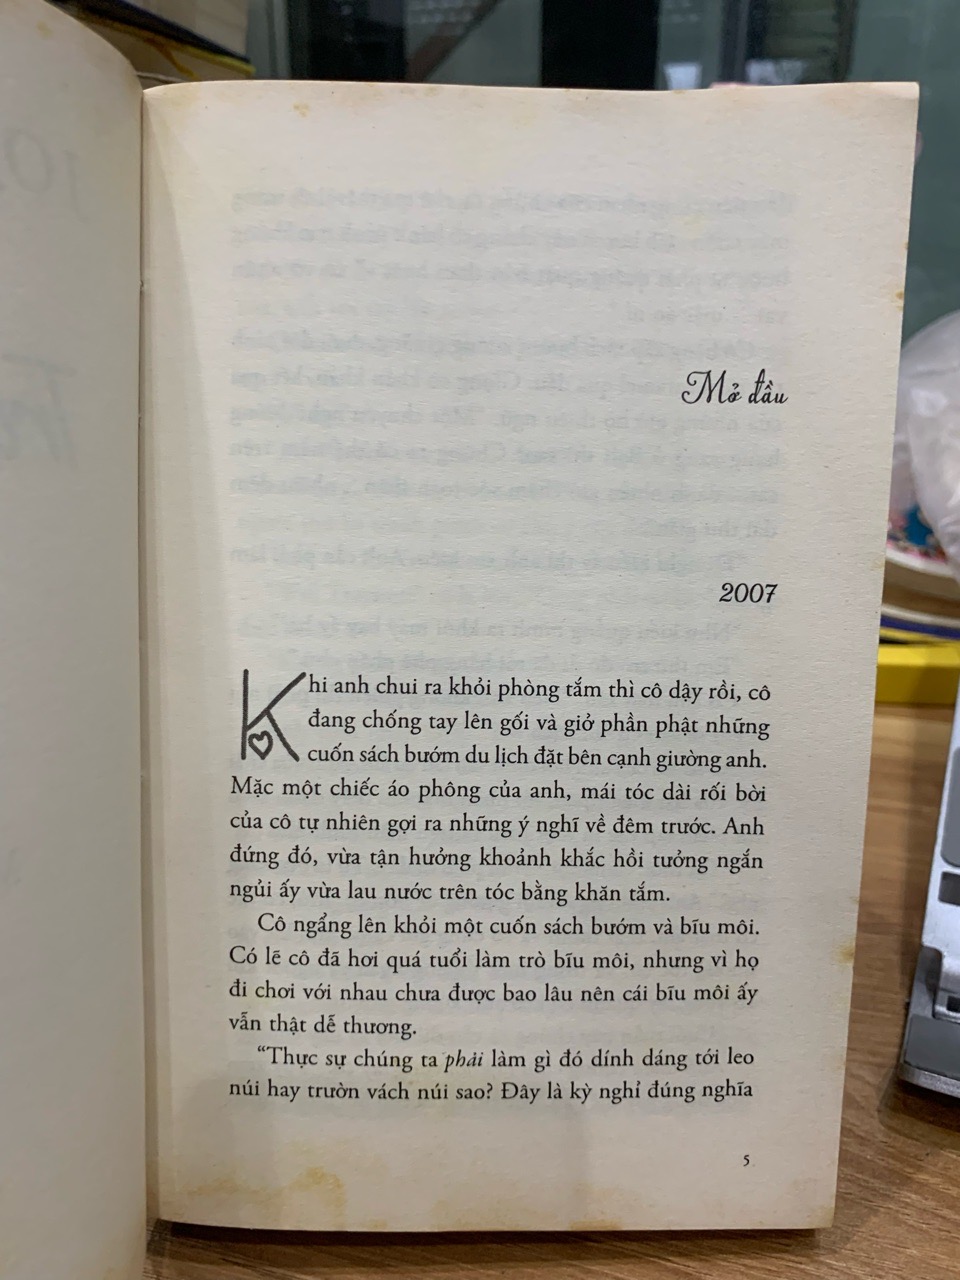 Mở đầu
2007
Khi anh chui ra khỏi phòng tắm thì cô dậy rồi, cô
đang chống tay lên gối và giở phần phật những
cuốn sách bướm du lịch đặt bên cạnh giường anh.
Mặc một chiếc áo phông của anh, mái tóc dài rối bời
của cô tự nhiên gợi ra những ý nghĩ về đêm trước. Anh
đứng đó, vừa tận hưởng khoảnh khắc hồi tưởng ngắn
ngủi ấy vừa lau nước trên tóc bằng khăn tắm.
Cô ngẩng lên khỏi một cuốn sách bướm và bĩu môi.
Có lẽ cô đã hơi quá tuổi làm trò bĩu môi, nhưng vì họ
đi chơi với nhau chưa được bao lâu nên cái bĩu môi ấy
vẫn thật dễ thương.
“Thực sự chúng ta phải làm gì đó dính dáng tới leo
núi hay trườn vách núi sao? Đây là kỳ nghỉ đúng nghĩa
5